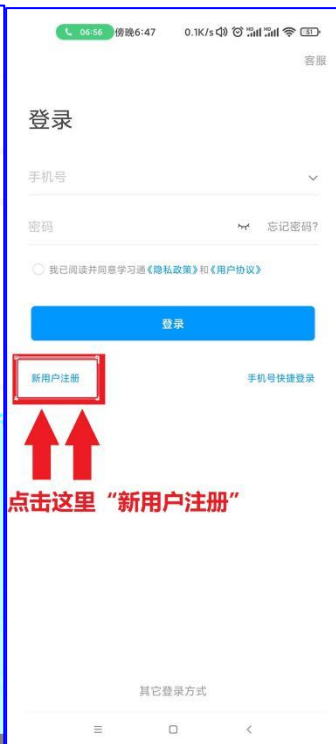 06:56 傍晚6:47 0.1K/s 51
客服
登录
手机号
密码 忘记密码?
我已阅读并同意学习通《隐私政策》和《用户协议》
登录
新用户注册 手机号快捷登录
点击这里“新用户注册”
其它登录方式